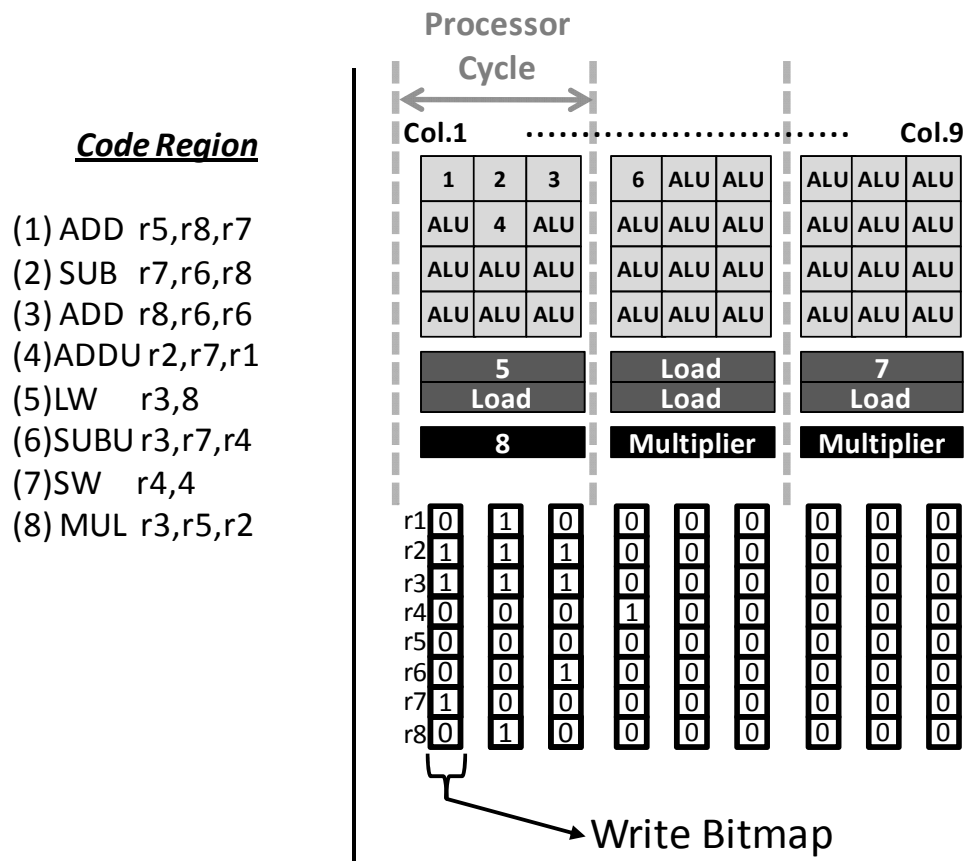 Processor
Cycle
Code Region
Col.1 Col.9
(1) ADD r5,r8,r7
(2) SUB r7,r6,r8
(3) ADD r8,r6,r6
(4)ADDU r2,r7,r1
(5)LW r3,8
(6)SUBU r3,r7,r4
(7)SW r4,4
(8) MUL r3,r5,r2
1 2 3 6 ALU ALU ALU ALU ALU
ALU 4 ALU ALU ALU ALU ALU ALU ALU
ALU ALU ALU ALU ALU ALU ALU ALU ALU
ALU ALU ALU ALU ALU ALU ALU ALU ALU
5 Load 7
Load Load Load
8 Multiplier Multiplier
r1 0 1 0 0 0 0 0 0 0
r2 1 1 1 0 0 0 0 0 0
r3 1 1 1 0 0 0 0 0 0
r4 0 0 0 1 0 0 0 0 0
r5 0 0 0 0 0 0 0 0 0
r6 0 0 1 0 0 0 0 0 0
r7 1 0 0 0 0 0 0 0 0
r8 0 1 0 0 0 0 0 0 0
Write Bitmap